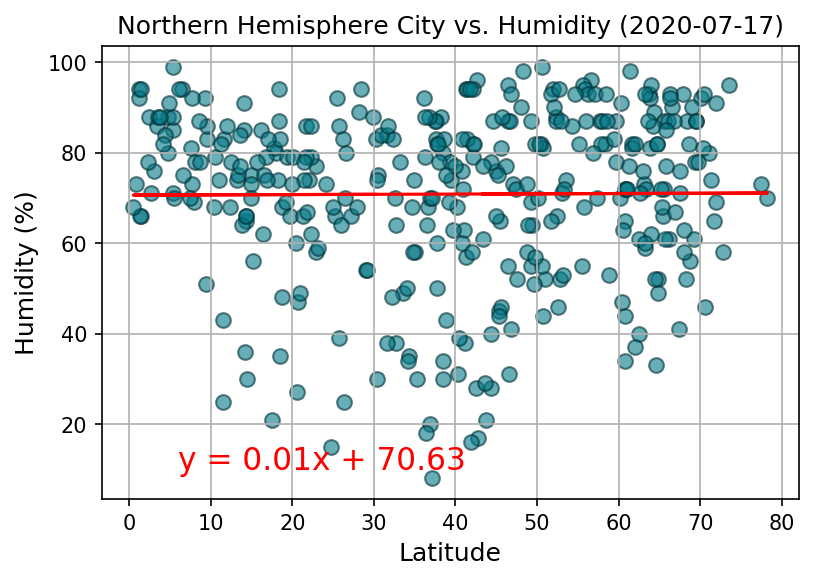 Northern Hemisphere City vs. Humidity (2020-07-17)
Humidity (%)
100
80
60
40
20
y = 0.01x + 70.63
0 10 20 30 40 50 60 70 80
Latitude